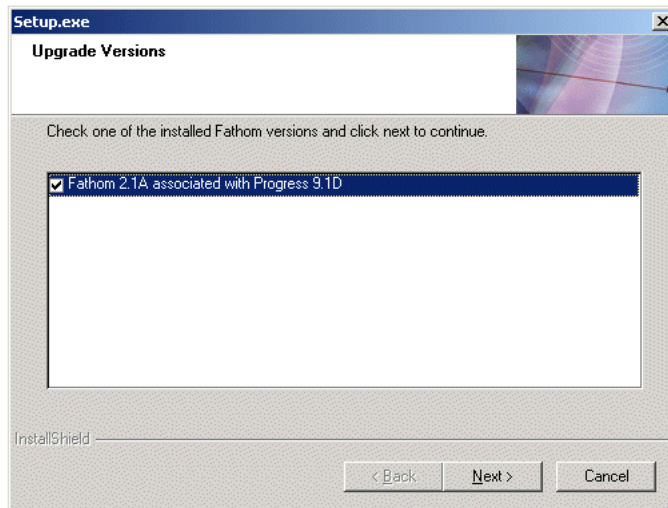 Setup.exe
Upgrade Versions
Check one of the installed Fathom versions and click next to continue.
Fathom 2.1A associated with Progress 9.1D
InstallShield
< Back
Next >
Cancel